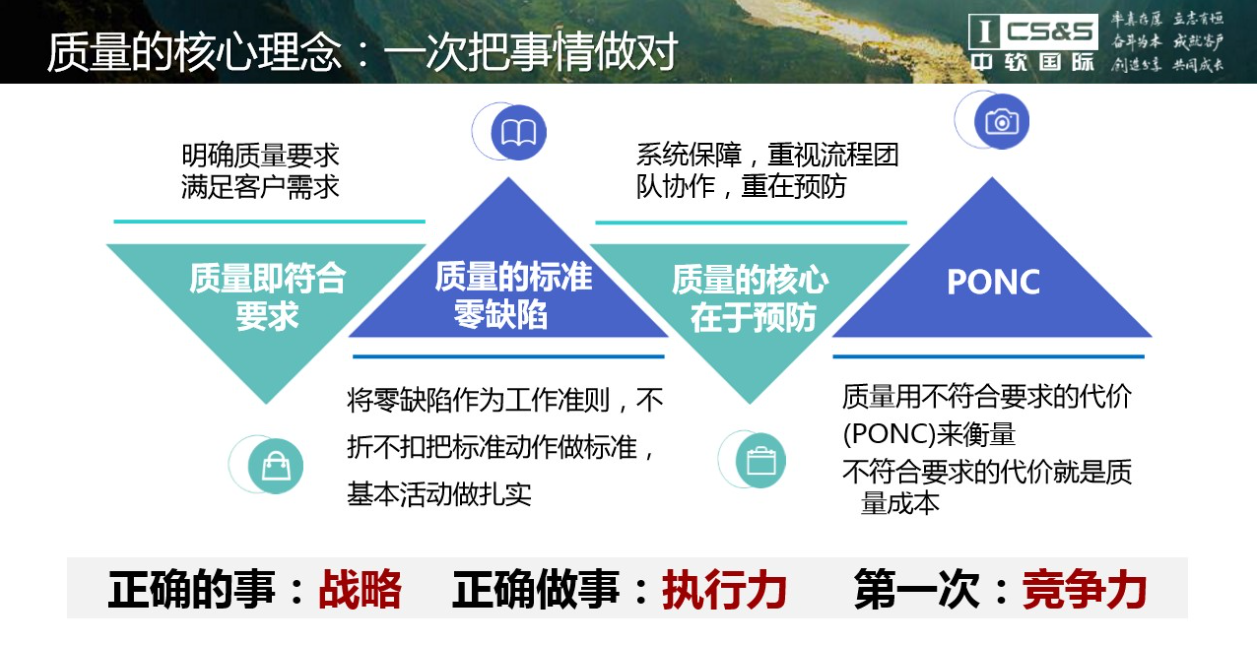 质量的核心理念：一次把事情做对
I CS&S
中软国际
率真存厚 立志有恒
奋斗为本 成就客户
创造分享 共同成长
明确质量要求
满足客户需求
质量即符合
要求
质量的标准
零缺陷
将零缺陷作为工作准则，不
折不扣把标准动作做标准，
基本活动做扎实
系统保障，重视流程团
队协作，重在预防
质量的核心
在于预防
PONC
质量用不符合要求的代价
(PONC)来衡量
不符合要求的代价就是质
量成本
正确的事：战略 正确做事：执行力 第一次：竞争力